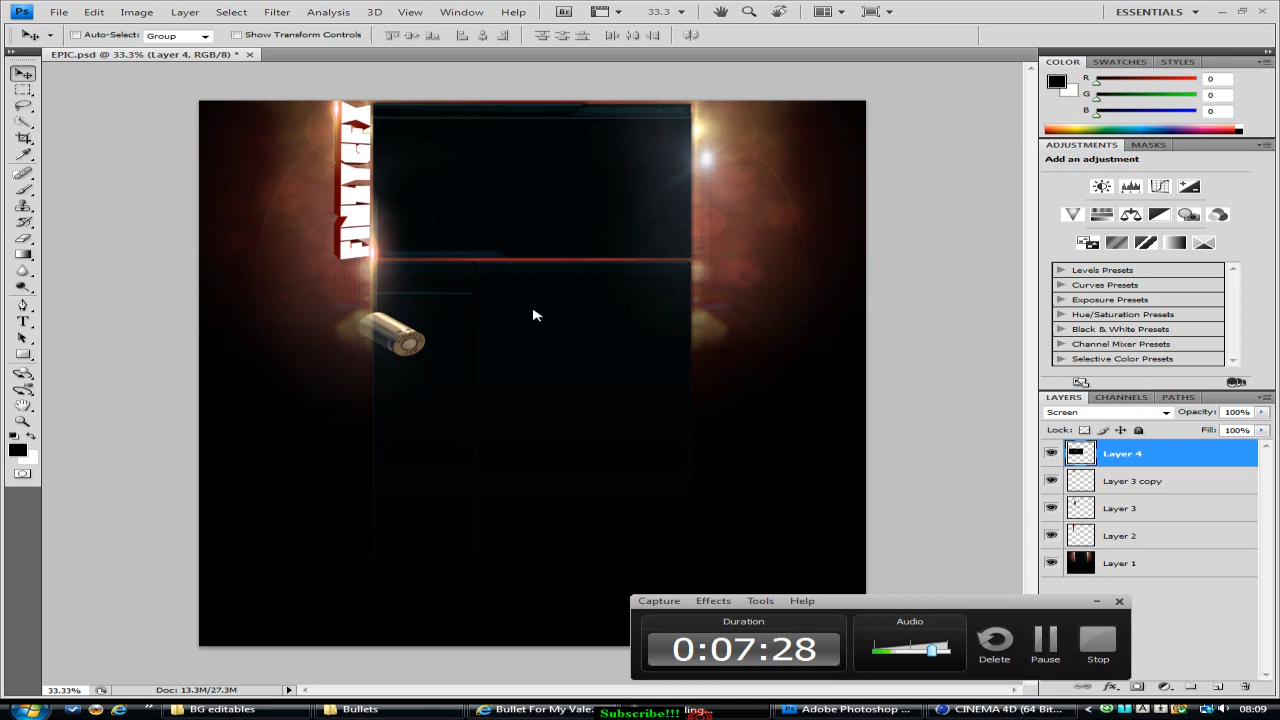 Ps File Edit Image Layer Select Filter Analysis 3D View Window Help Br 33.3 ESSENTIALS
Auto-Select: Group Show Transform Controls
EPIC.psd @ 33.3% (Layer 4, RGB/8) *
COLOR SWATCHES STYLES
R 0
G 0
B 0
ADJUSTMENTS MASKS
Add an adjustment
Levels Presets
Curves Presets
Exposure Presets
Hue/Saturation Presets
Black & White Presets
Channel Mixer Presets
Selective Color Presets
LAYERS CHANNELS PATHS
Screen Opacity: 100%
Lock: Fill: 100%
Layer 4
Layer 3 copy
Layer 3
Layer 2
Layer 1
Capture Effects Tools Help
Duration Audio
0:07:28
Delete Pause Stop
33.33% Doc: 13.3M/27.3M
BG editables Bullets Bullet For My Vale... ling... Adobe Photoshop ... CINEMA 4D (64 Bit... 08:09
Subscribe!!!